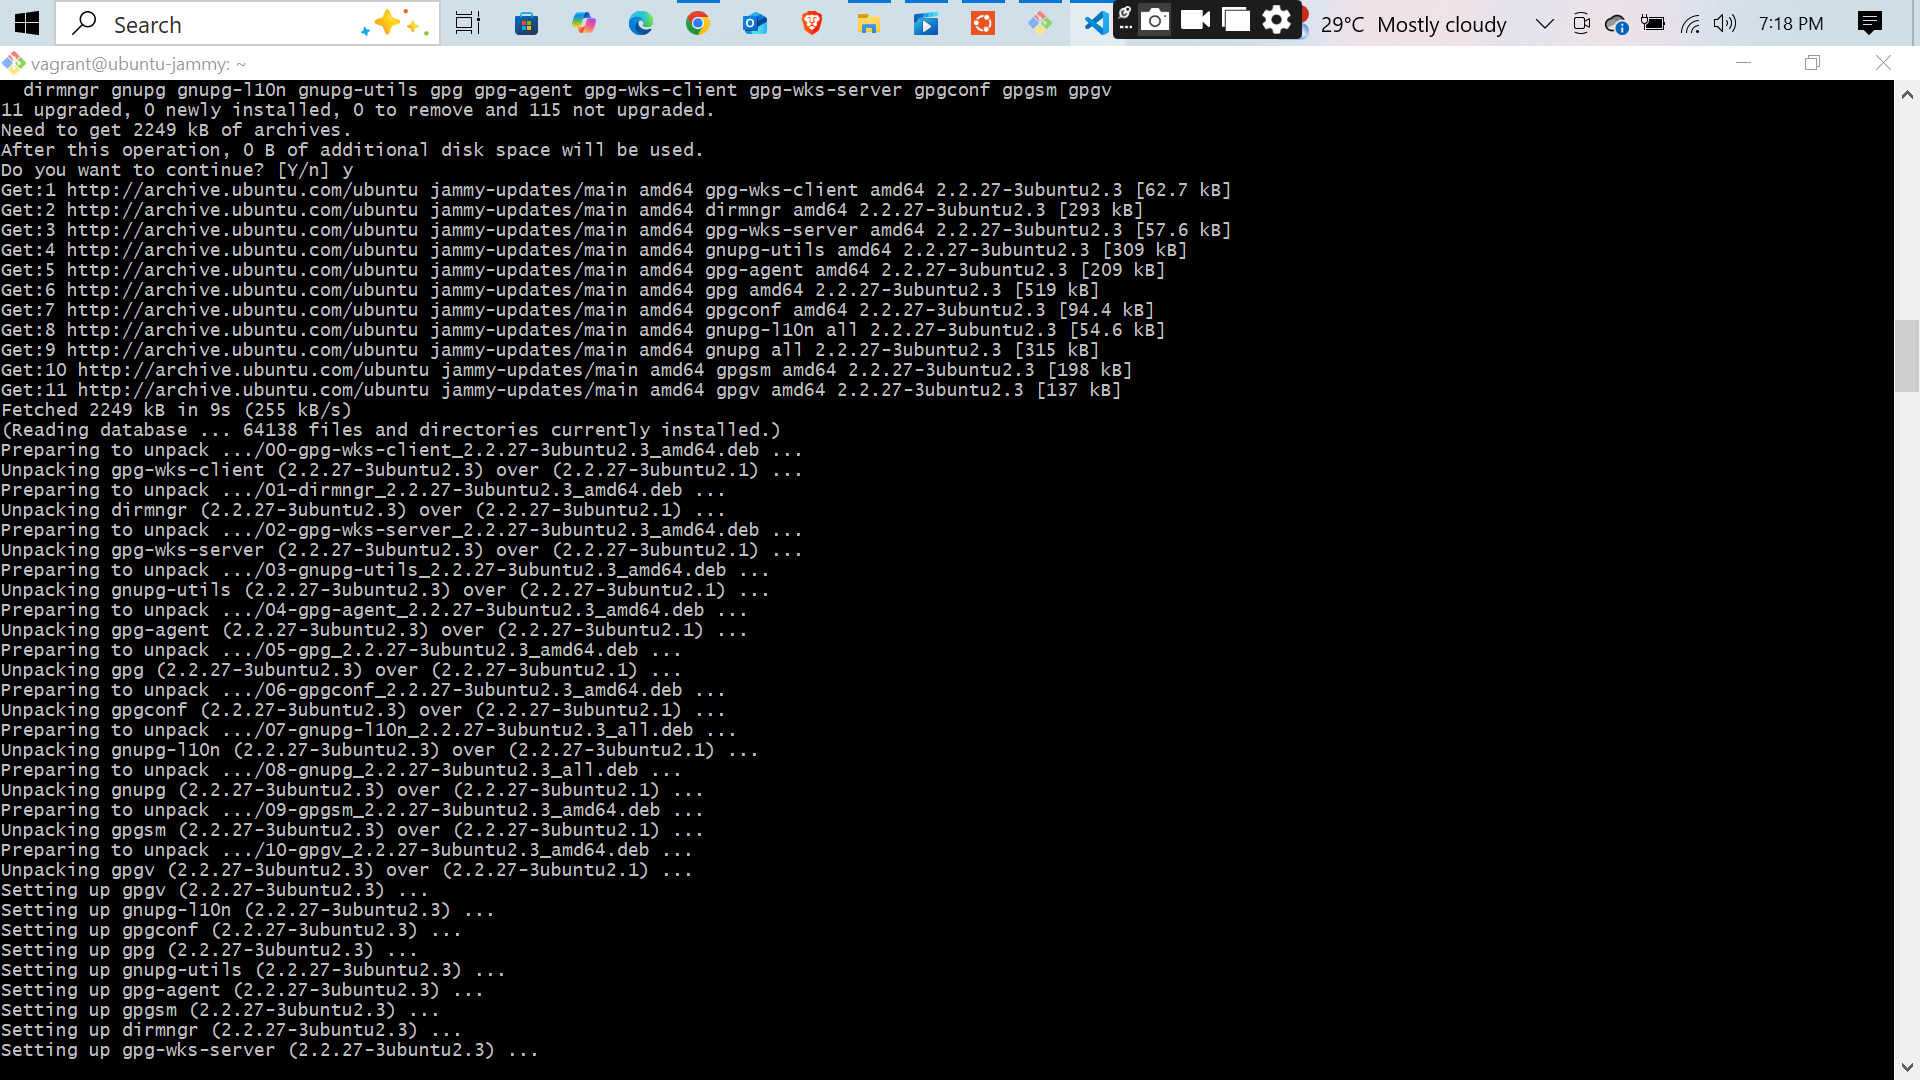 Search
29°C Mostly cloudy
7:18 PM
vagrant@ubuntu-jammy: ~
dirmngr gnupg gnupg-l10n gnupg-utils gpg gpg-agent gpg-wks-client gpg-wks-server gpgconf gpgsm gpgv
11 upgraded, 0 newly installed, 0 to remove and 115 not upgraded.
Need to get 2249 kB of archives.
After this operation, 0 B of additional disk space will be used.
Do you want to continue? [Y/n] y
Get:1 http://archive.ubuntu.com/ubuntu jammy-updates/main amd64 gpg-wks-client amd64 2.2.27-3ubuntu2.3 [62.7 kB]
Get:2 http://archive.ubuntu.com/ubuntu jammy-updates/main amd64 dirmngr amd64 2.2.27-3ubuntu2.3 [293 kB]
Get:3 http://archive.ubuntu.com/ubuntu jammy-updates/main amd64 gpg-wks-server amd64 2.2.27-3ubuntu2.3 [57.6 kB]
Get:4 http://archive.ubuntu.com/ubuntu jammy-updates/main amd64 gnupg-utils amd64 2.2.27-3ubuntu2.3 [309 kB]
Get:5 http://archive.ubuntu.com/ubuntu jammy-updates/main amd64 gpg-agent amd64 2.2.27-3ubuntu2.3 [209 kB]
Get:6 http://archive.ubuntu.com/ubuntu jammy-updates/main amd64 gpg amd64 2.2.27-3ubuntu2.3 [519 kB]
Get:7 http://archive.ubuntu.com/ubuntu jammy-updates/main amd64 gpgconf amd64 2.2.27-3ubuntu2.3 [94.4 kB]
Get:8 http://archive.ubuntu.com/ubuntu jammy-updates/main amd64 gnupg-l10n all 2.2.27-3ubuntu2.3 [54.6 kB]
Get:9 http://archive.ubuntu.com/ubuntu jammy-updates/main amd64 gnupg all 2.2.27-3ubuntu2.3 [315 kB]
Get:10 http://archive.ubuntu.com/ubuntu jammy-updates/main amd64 gpgsm amd64 2.2.27-3ubuntu2.3 [198 kB]
Get:11 http://archive.ubuntu.com/ubuntu jammy-updates/main amd64 gpgv amd64 2.2.27-3ubuntu2.3 [137 kB]
Fetched 2249 kB in 9s (255 kB/s)
(Reading database ... 64138 files and directories currently installed.)
Preparing to unpack .../00-gpg-wks-client_2.2.27-3ubuntu2.3_amd64.deb ...
Unpacking gpg-wks-client (2.2.27-3ubuntu2.3) over (2.2.27-3ubuntu2.1) ...
Preparing to unpack .../01-dirmngr_2.2.27-3ubuntu2.3_amd64.deb ...
Unpacking dirmngr (2.2.27-3ubuntu2.3) over (2.2.27-3ubuntu2.1) ...
Preparing to unpack .../02-gpg-wks-server_2.2.27-3ubuntu2.3_amd64.deb ...
Unpacking gpg-wks-server (2.2.27-3ubuntu2.3) over (2.2.27-3ubuntu2.1) ...
Preparing to unpack .../03-gnupg-utils_2.2.27-3ubuntu2.3_amd64.deb ...
Unpacking gnupg-utils (2.2.27-3ubuntu2.3) over (2.2.27-3ubuntu2.1) ...
Preparing to unpack .../04-gpg-agent_2.2.27-3ubuntu2.3_amd64.deb ...
Unpacking gpg-agent (2.2.27-3ubuntu2.3) over (2.2.27-3ubuntu2.1) ...
Preparing to unpack .../05-gpg_2.2.27-3ubuntu2.3_amd64.deb ...
Unpacking gpg (2.2.27-3ubuntu2.3) over (2.2.27-3ubuntu2.1) ...
Preparing to unpack .../06-gpgconf_2.2.27-3ubuntu2.3_amd64.deb ...
Unpacking gpgconf (2.2.27-3ubuntu2.3) over (2.2.27-3ubuntu2.1) ...
Preparing to unpack .../07-gnupg-l10n_2.2.27-3ubuntu2.3_all.deb ...
Unpacking gnupg-l10n (2.2.27-3ubuntu2.3) over (2.2.27-3ubuntu2.1) ...
Preparing to unpack .../08-gnupg_2.2.27-3ubuntu2.3_all.deb ...
Unpacking gnupg (2.2.27-3ubuntu2.3) over (2.2.27-3ubuntu2.1) ...
Preparing to unpack .../09-gpgsm_2.2.27-3ubuntu2.3_amd64.deb ...
Unpacking gpgsm (2.2.27-3ubuntu2.3) over (2.2.27-3ubuntu2.1) ...
Preparing to unpack .../10-gpgv_2.2.27-3ubuntu2.3_amd64.deb ...
Unpacking gpgv (2.2.27-3ubuntu2.3) over (2.2.27-3ubuntu2.1) ...
Setting up gpgv (2.2.27-3ubuntu2.3) ...
Setting up gnupg-l10n (2.2.27-3ubuntu2.3) ...
Setting up gpgconf (2.2.27-3ubuntu2.3) ...
Setting up gpg (2.2.27-3ubuntu2.3) ...
Setting up gnupg-utils (2.2.27-3ubuntu2.3) ...
Setting up gpg-agent (2.2.27-3ubuntu2.3) ...
Setting up gpgsm (2.2.27-3ubuntu2.3) ...
Setting up dirmngr (2.2.27-3ubuntu2.3) ...
Setting up gpg-wks-server (2.2.27-3ubuntu2.3) ...